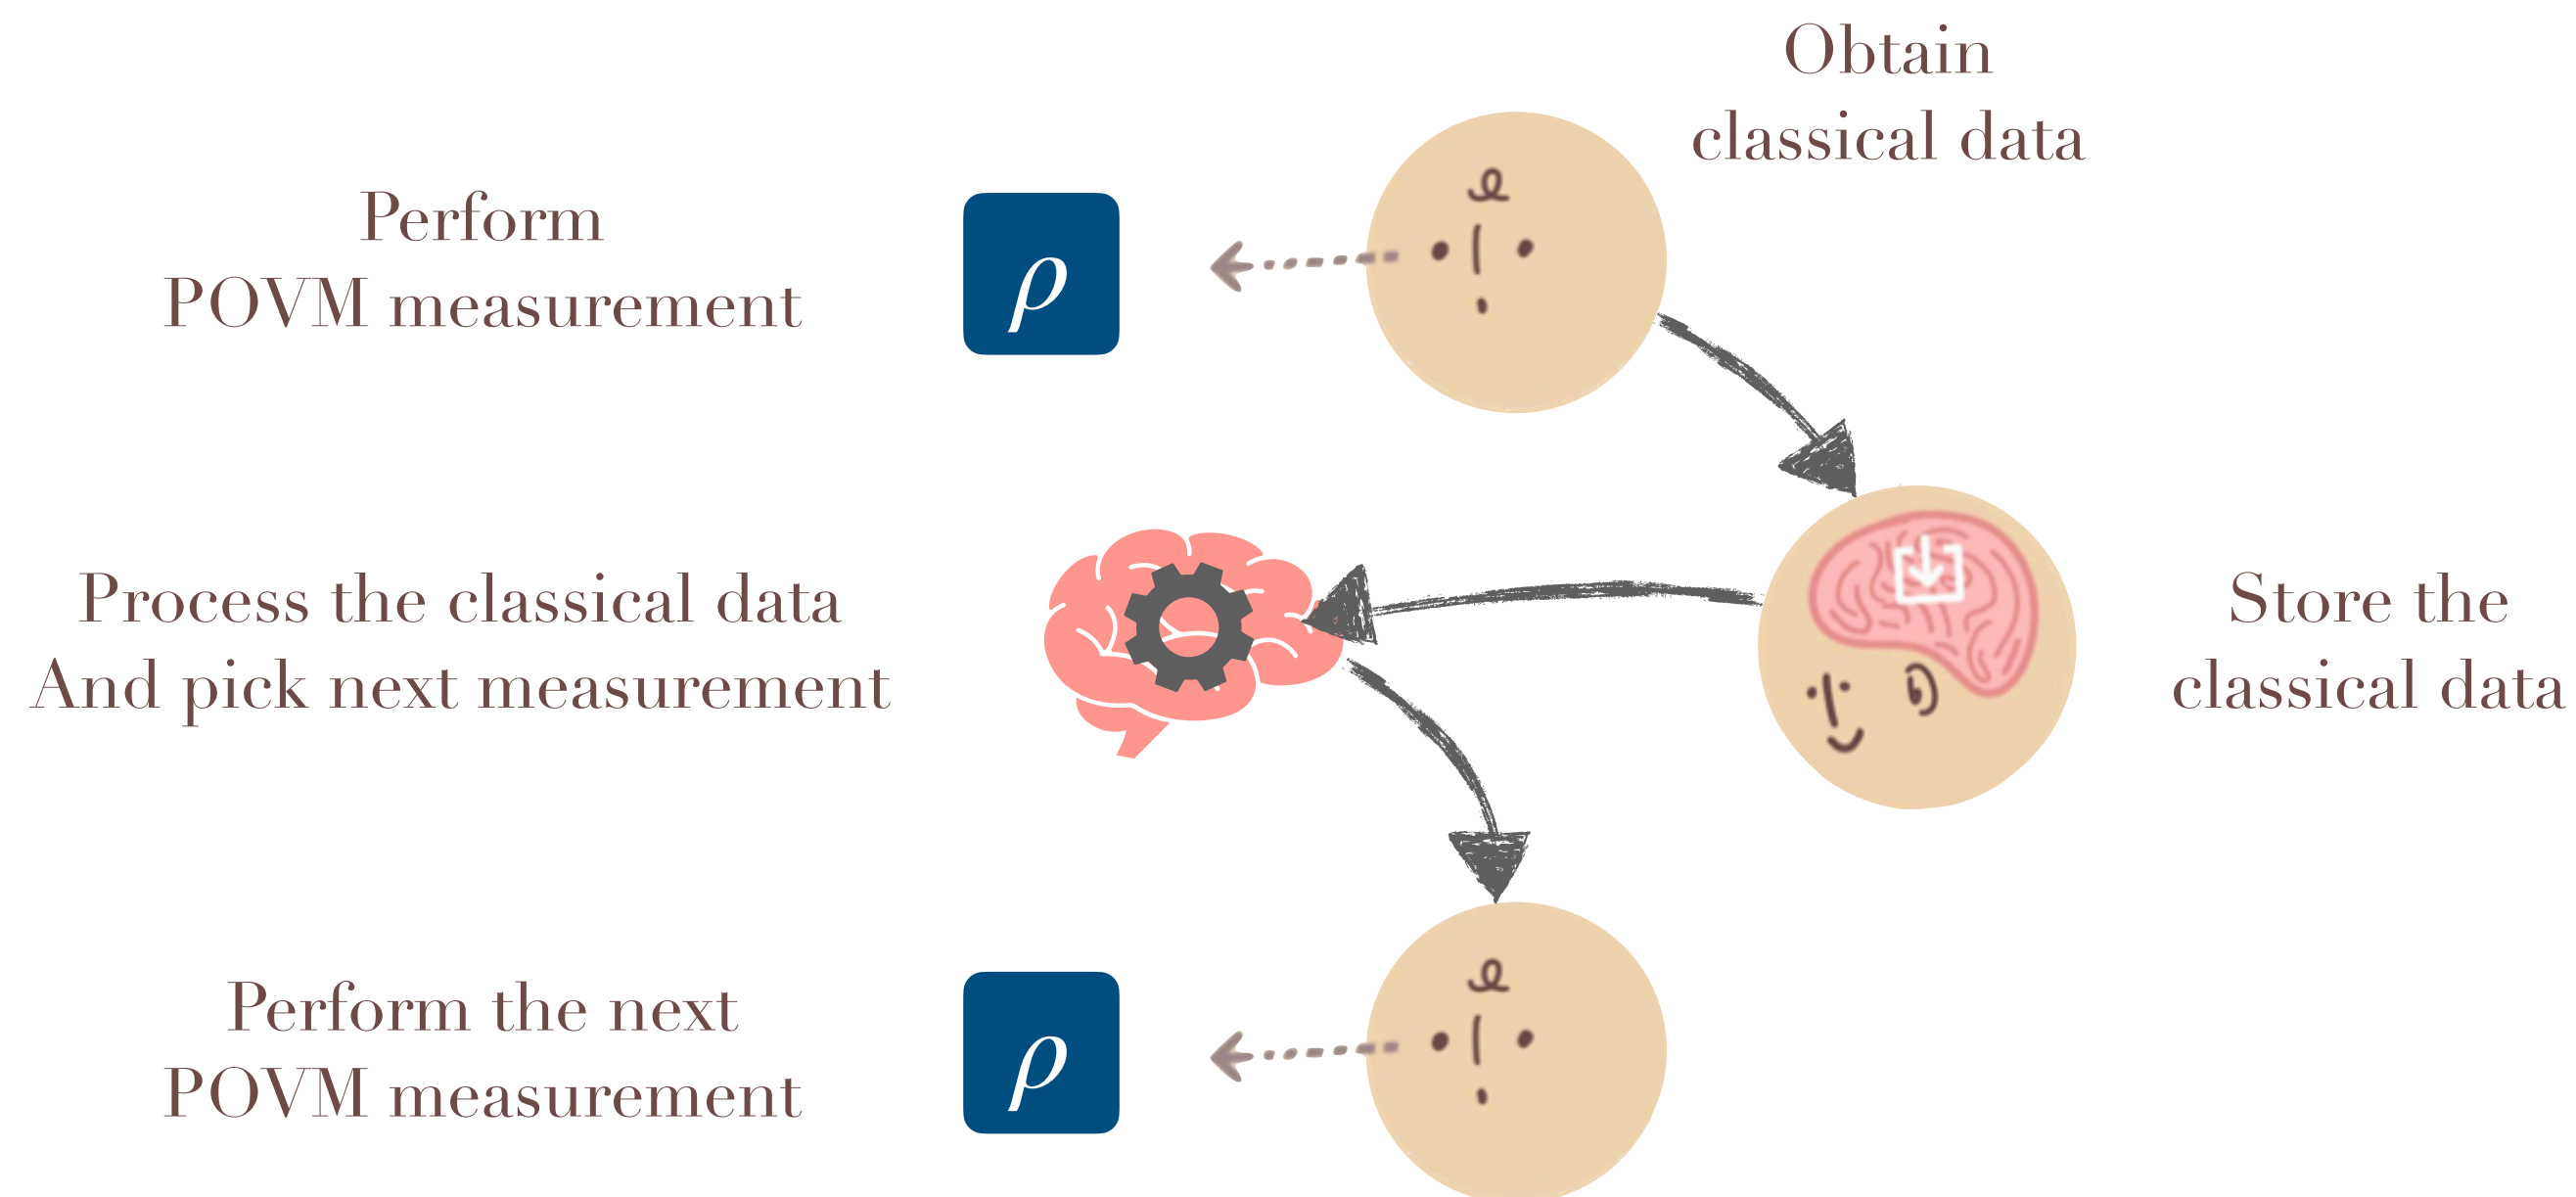 Obtain
classical data
Perform
POVM measurement
ρ
Process the classical data
And pick next measurement
Store the
classical data
Perform the next
POVM measurement
ρ